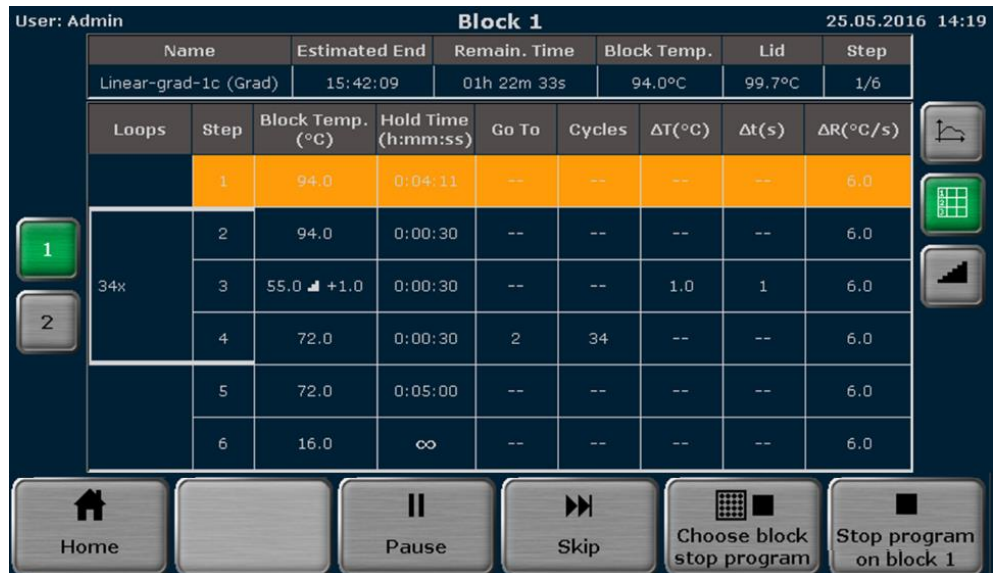 User: Admin Block 1 25.05.2016 14:19
Name Estimated End Remain. Time Block Temp. Lid Step
Linear-grad-1c (Grad) 15:42:09 01h 22m 33s 94.0°C 99.7°C 1/6
Loops Step Block Temp. (°C) Hold Time (h:mm:ss) Go To Cycles ΔT(°C) Δt(s) ΔR(°C/s)
1 94.0 0:04:11 -- -- -- -- 6.0
2 94.0 0:00:30 -- -- -- -- 6.0
34x 3 55.0 +1.0 0:00:30 -- -- 1.0 1 6.0
4 72.0 0:00:30 2 34 -- -- 6.0
5 72.0 0:05:00 -- -- -- -- 6.0
6 16.0 ∞ -- -- -- -- 6.0
1
2
1
2
3
Home
Pause
Skip
Choose block
stop program
Stop program
on block 1